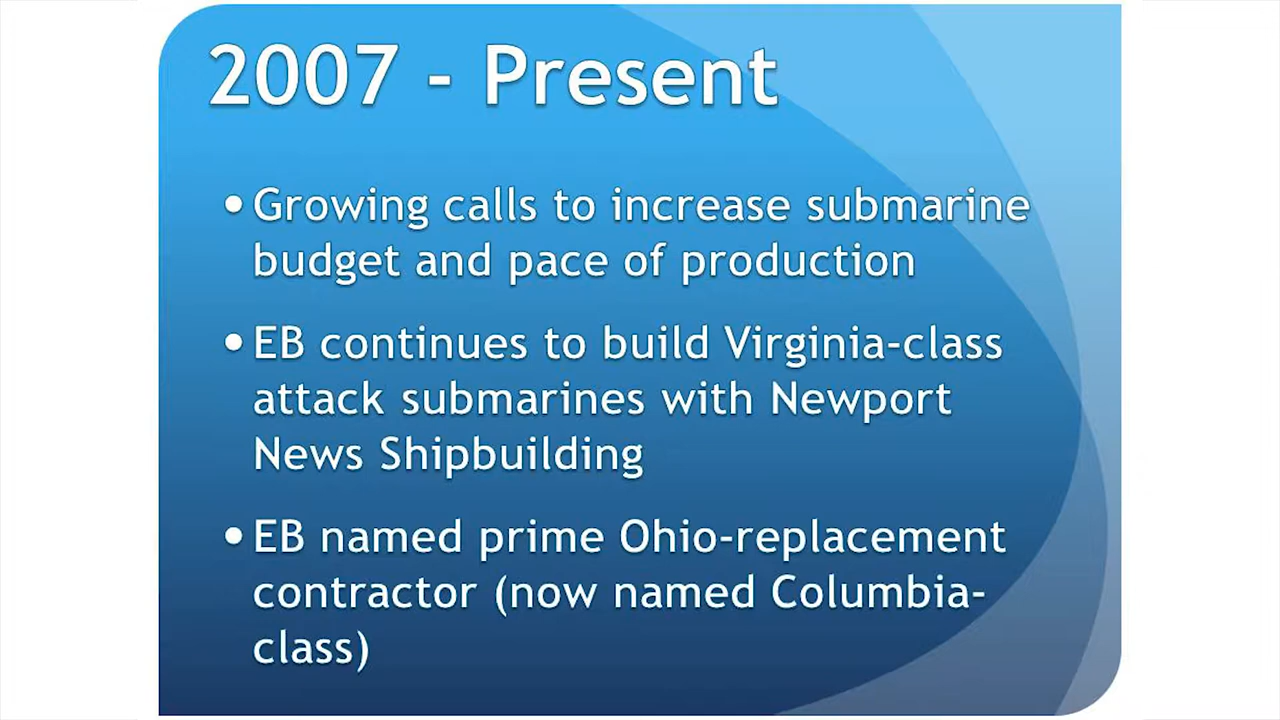 2007 - Present
• Growing calls to increase submarine
budget and pace of production
• EB continues to build Virginia-class
attack submarines with Newport
News Shipbuilding
• EB named prime Ohio-replacement
contractor (now named Columbia-
class)